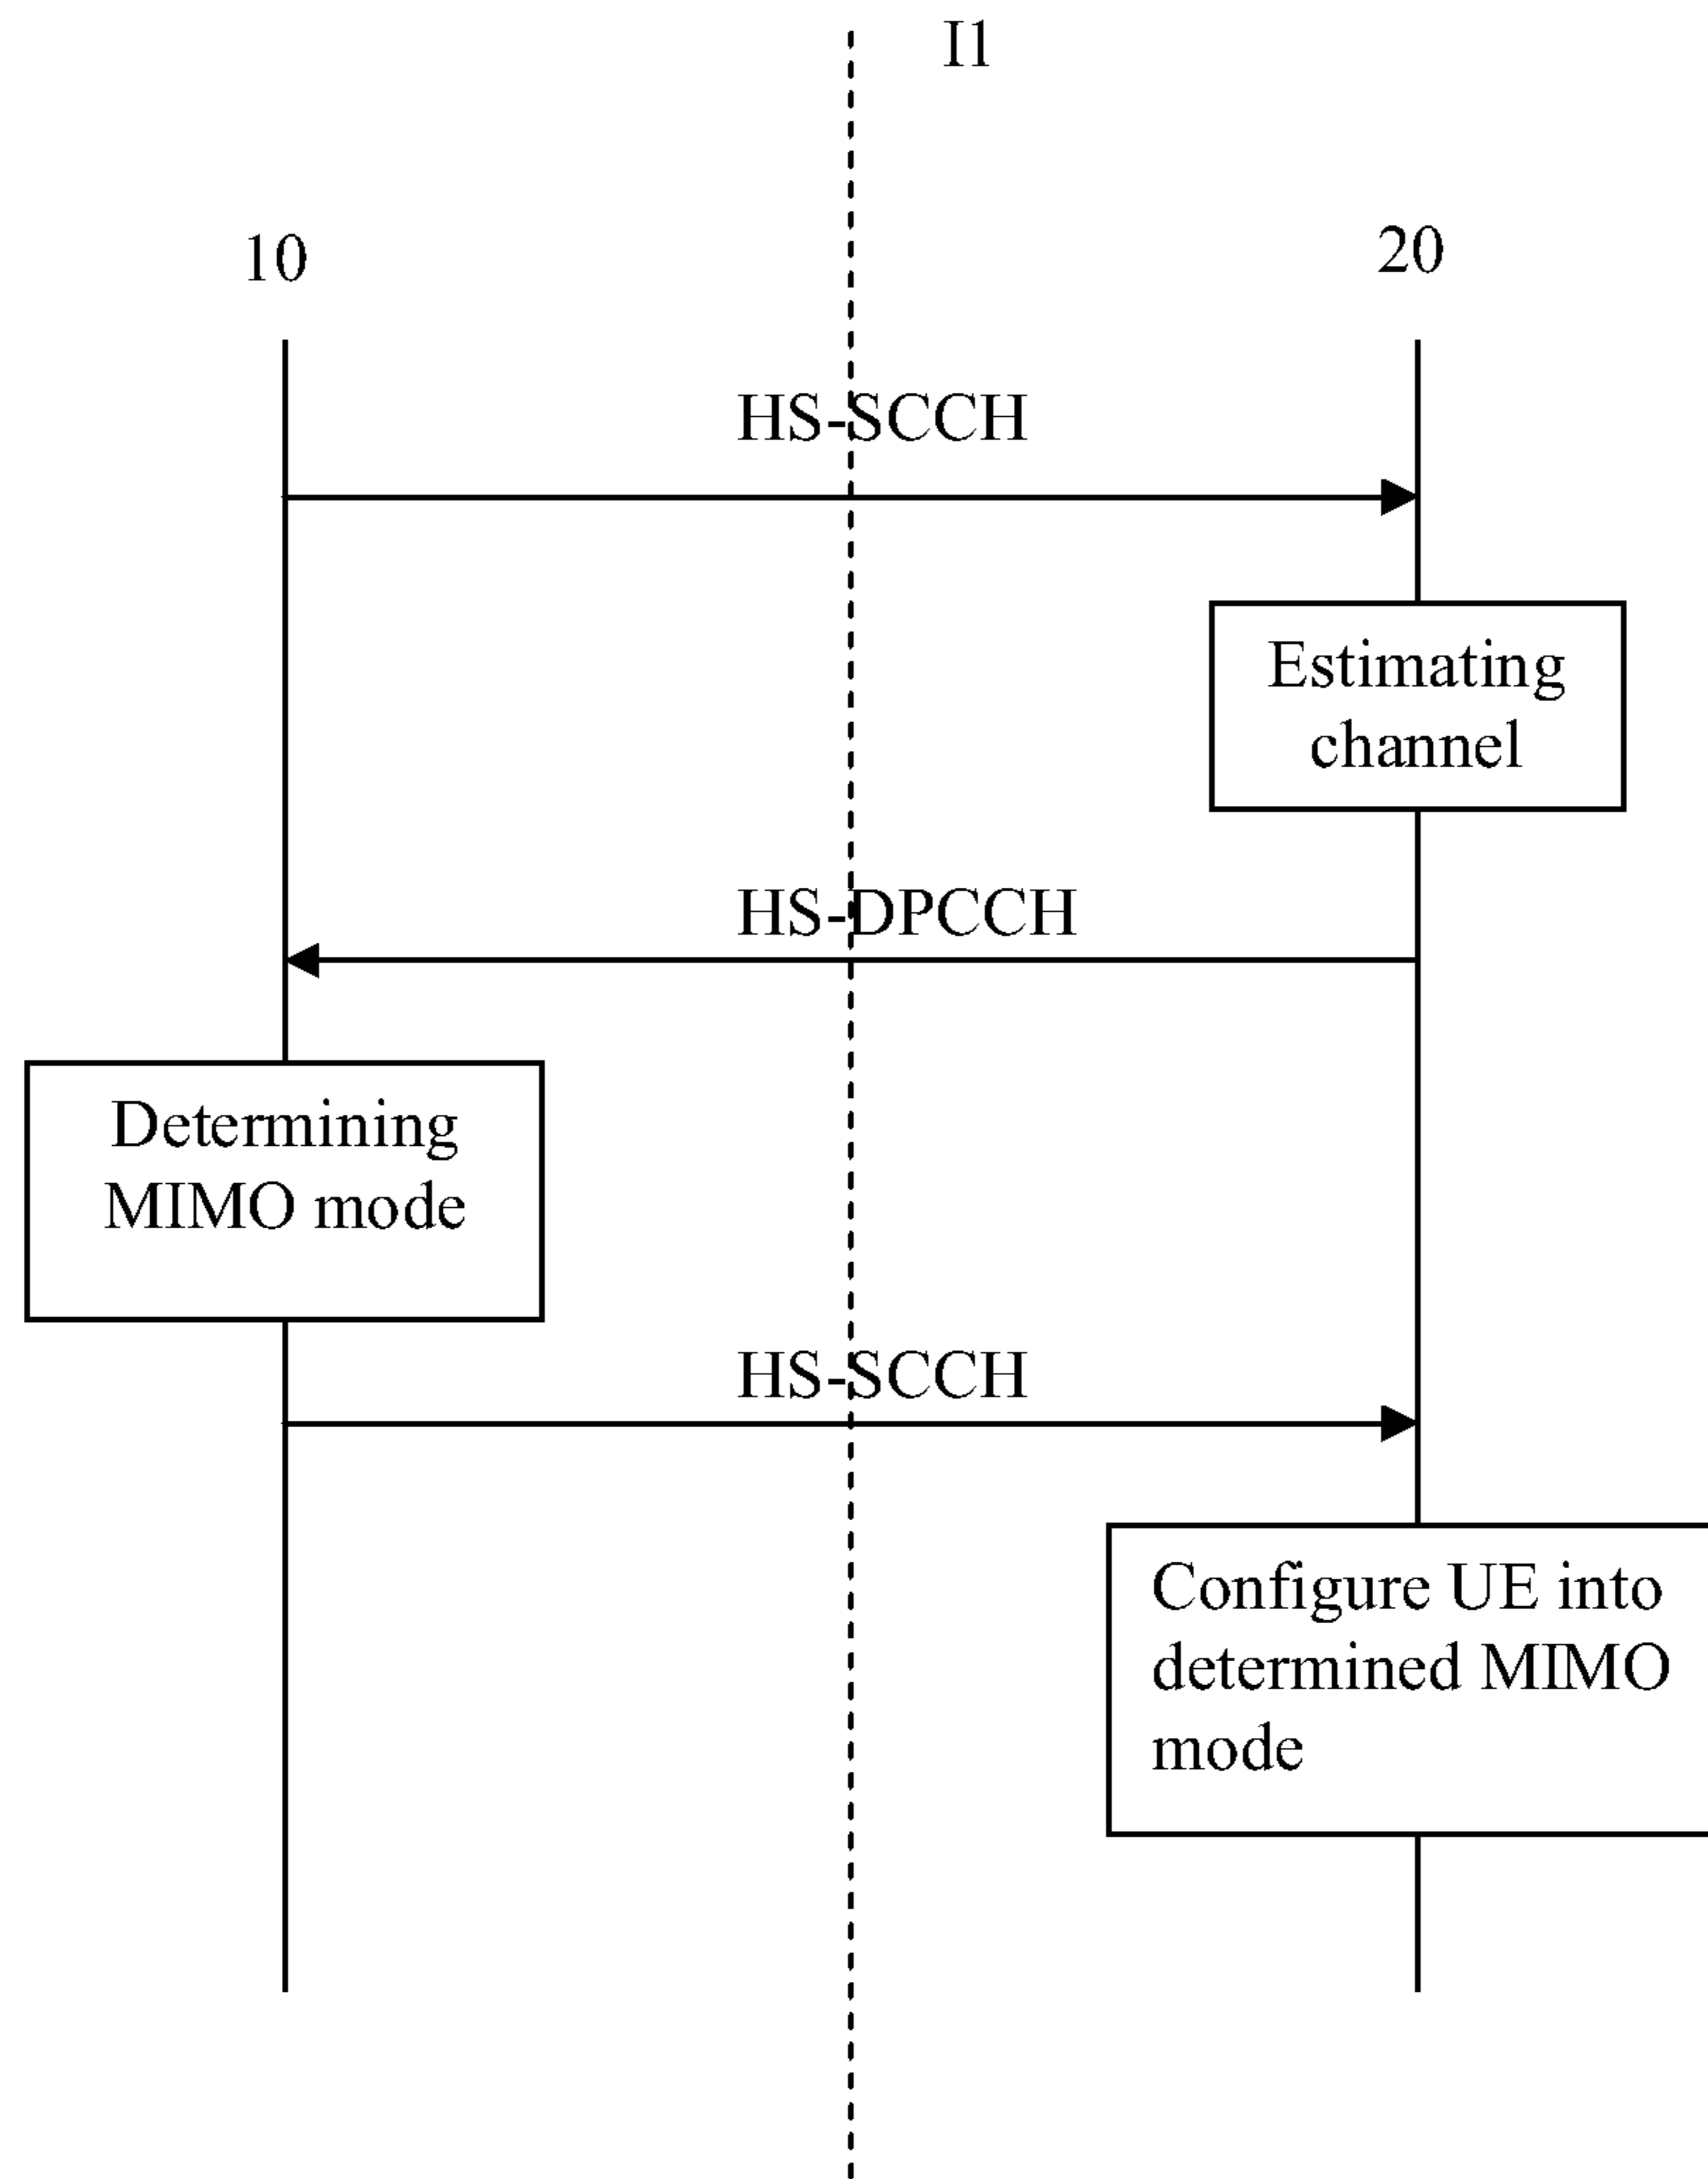 I1
10
20
HS-SCCH
Estimating
channel
HS-DPCCH
Determining
MIMO mode
HS-SCCH
Configure UE into
determined MIMO
mode